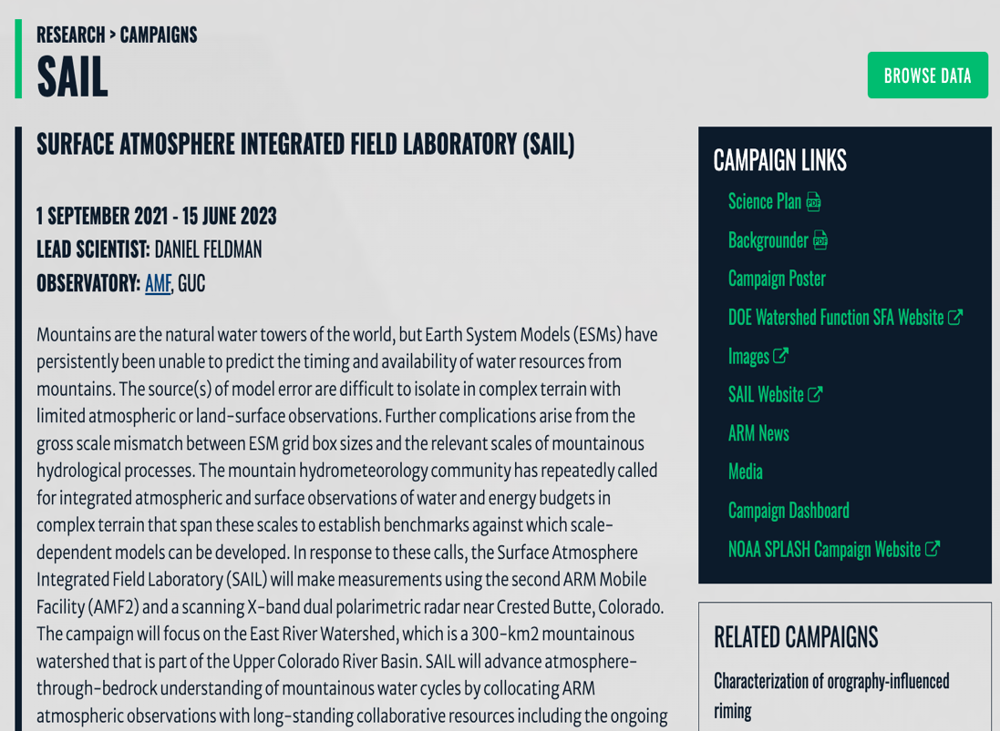 RESEARCH > CAMPAIGNS
SAIL
BROWSE DATA
SURFACE ATMOSPHERE INTEGRATED FIELD LABORATORY (SAIL)
1 SEPTEMBER 2021 - 15 JUNE 2023
LEAD SCIENTIST: DANIEL FELDMAN
OBSERVATORY: AMF, GUC
Mountains are the natural water towers of the world, but Earth System Models (ESMs) have
persistently been unable to predict the timing and availability of water resources from
mountains. The source(s) of model error are difficult to isolate in complex terrain with
limited atmospheric or land-surface observations. Further complications arise from the
gross scale mismatch between ESM grid box sizes and the relevant scales of mountainous
hydrological processes. The mountain hydrometeorology community has repeatedly called
for integrated atmospheric and surface observations of water and energy budgets in
complex terrain that span these scales to establish benchmarks against which scale-
dependent models can be developed. In response to these calls, the Surface Atmosphere
Integrated Field Laboratory (SAIL) will make measurements using the second ARM Mobile
Facility (AMF2) and a scanning X-band dual polarimetric radar near Crested Butte, Colorado.
The campaign will focus on the East River Watershed, which is a 300-km2 mountainous
watershed that is part of the Upper Colorado River Basin. SAIL will advance atmosphere-
through-bedrock understanding of mountainous water cycles by collocating ARM
atmospheric observations with long-standing collaborative resources including the ongoing
CAMPAIGN LINKS
Science Plan PDF
Backgrounder PDF
Campaign Poster
DOE Watershed Function SFA Website
Images
SAIL Website
ARM News
Media
Campaign Dashboard
NOAA SPLASH Campaign Website
RELATED CAMPAIGNS
Characterization of orography-influenced
riming